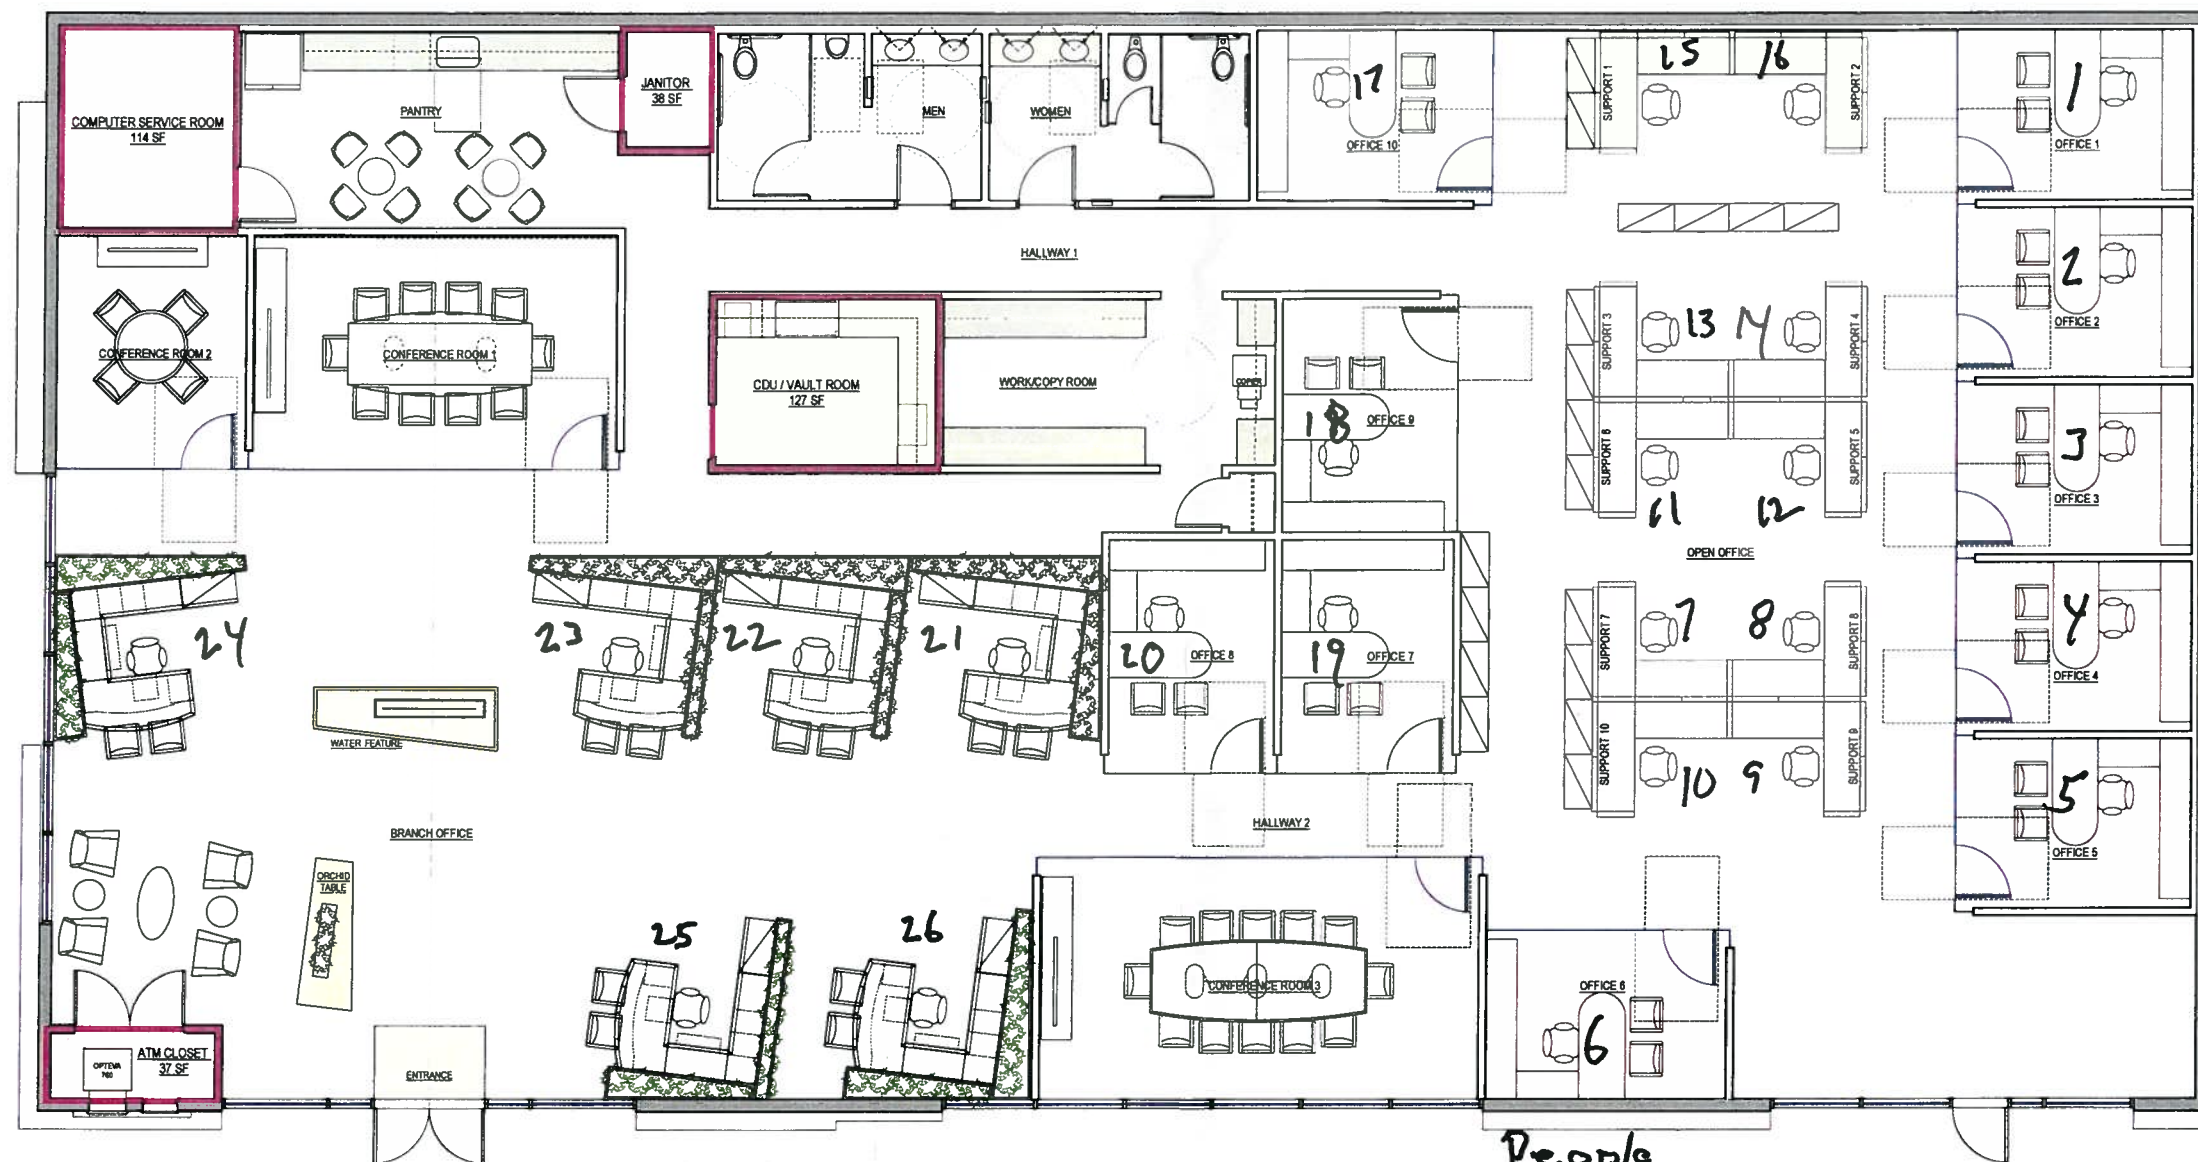 COMPUTER SERVICE ROOM
114 SF
PANTRY
JANITOR
38 SF
MEN
WOMEN
17
OFFICE 10
SUPPORT 1
15
16
SUPPORT 2
1
OFFICE 1
HALLWAY 1
2
OFFICE 2
CONFERENCE ROOM 2
CONFERENCE ROOM 1
CDU / VAULT ROOM
127 SF
WORK/COPY ROOM
COPIER
18
OFFICE 9
SUPPORT 3
13
14
SUPPORT 4
SUPPORT 6
11
12
SUPPORT 5
3
OFFICE 3
OPEN OFFICE
24
23
22
21
20
OFFICE 8
19
OFFICE 7
SUPPORT 7
7
8
SUPPORT 8
4
OFFICE 4
WATER FEATURE
SUPPORT 10
10
9
SUPPORT 9
5
OFFICE 5
BRANCH OFFICE
HALLWAY 2
ORCHID
TABLE
25
26
CONFERENCE ROOM 3
OFFICE 6
6
ATM CLOSET
37 SF
OPTEVA
760
ENTRANCE
People